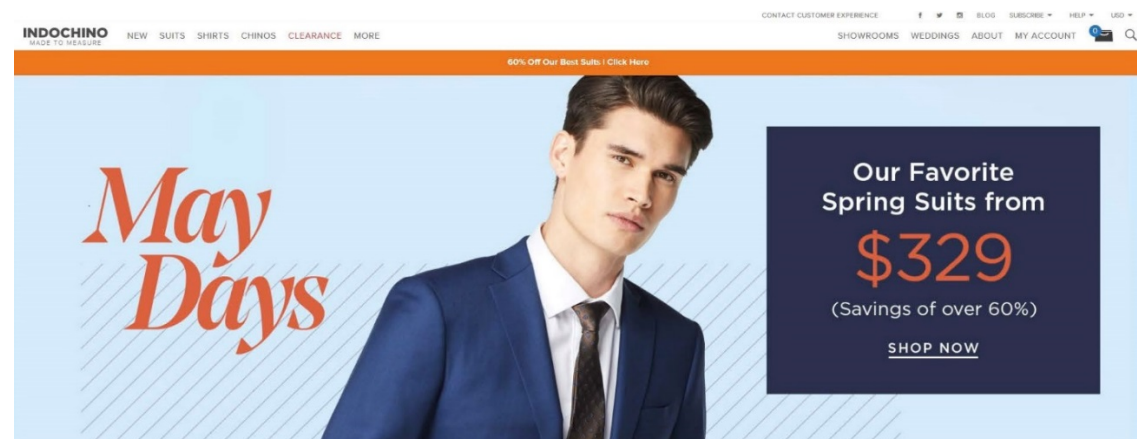 CONTACT CUSTOMER EXPERIENCE BLOG SUBSCRIBE HELP USD
INDOCHINO
MADE TO MEASURE
NEW SUITS SHIRTS CHINOS CLEARANCE MORE
SHOWROOMS WEDDINGS ABOUT MY ACCOUNT 0
60% Off Our Best Suits | Click Here
May
Days
Our Favorite
Spring Suits from
$329
(Savings of over 60%)
SHOP NOW